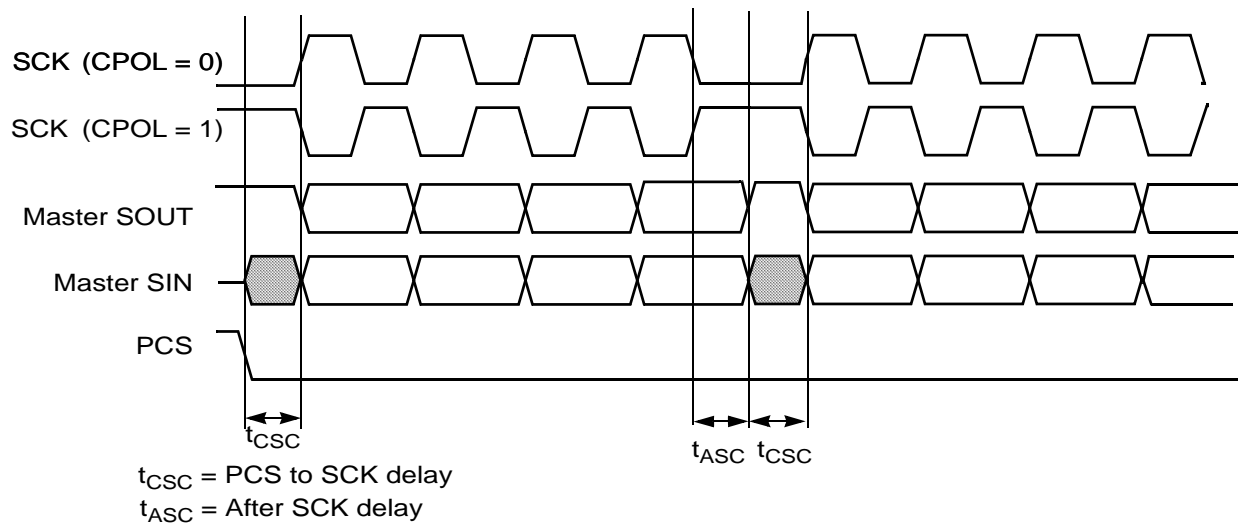 SCK (CPOL = 0)
SCK (CPOL = 1)
Master SOUT
Master SIN
PCS
tCSC
tASC
tCSC
tCSC = PCS to SCK delay
tASC = After SCK delay